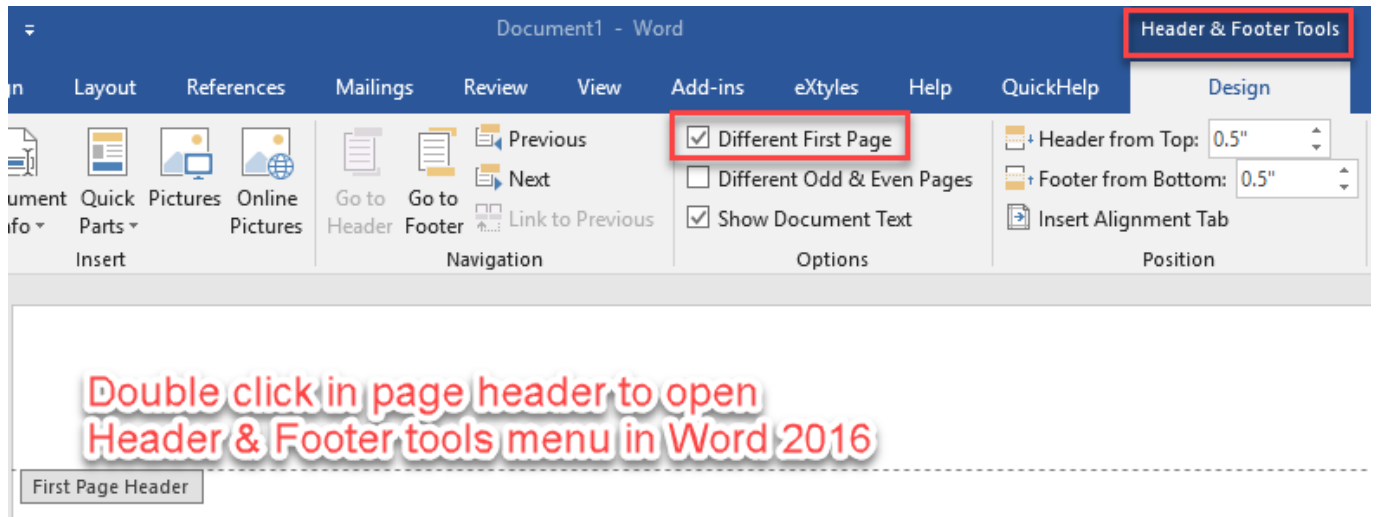 Document1 - Word
Header & Footer Tools
Layout References Mailings Review View Add-ins eXtyles Help QuickHelp Design
Previous
Different First Page
Header from Top: 0.5"
Next
Different Odd & Even Pages
Footer from Bottom: 0.5"
Quick Parts
Pictures
Online Pictures
Go to Header
Go to Footer
Link to Previous
Show Document Text
Insert Alignment Tab
Insert Navigation Options Position
Double click in page header to open
Header & Footer tools menu in Word 2016
First Page Header